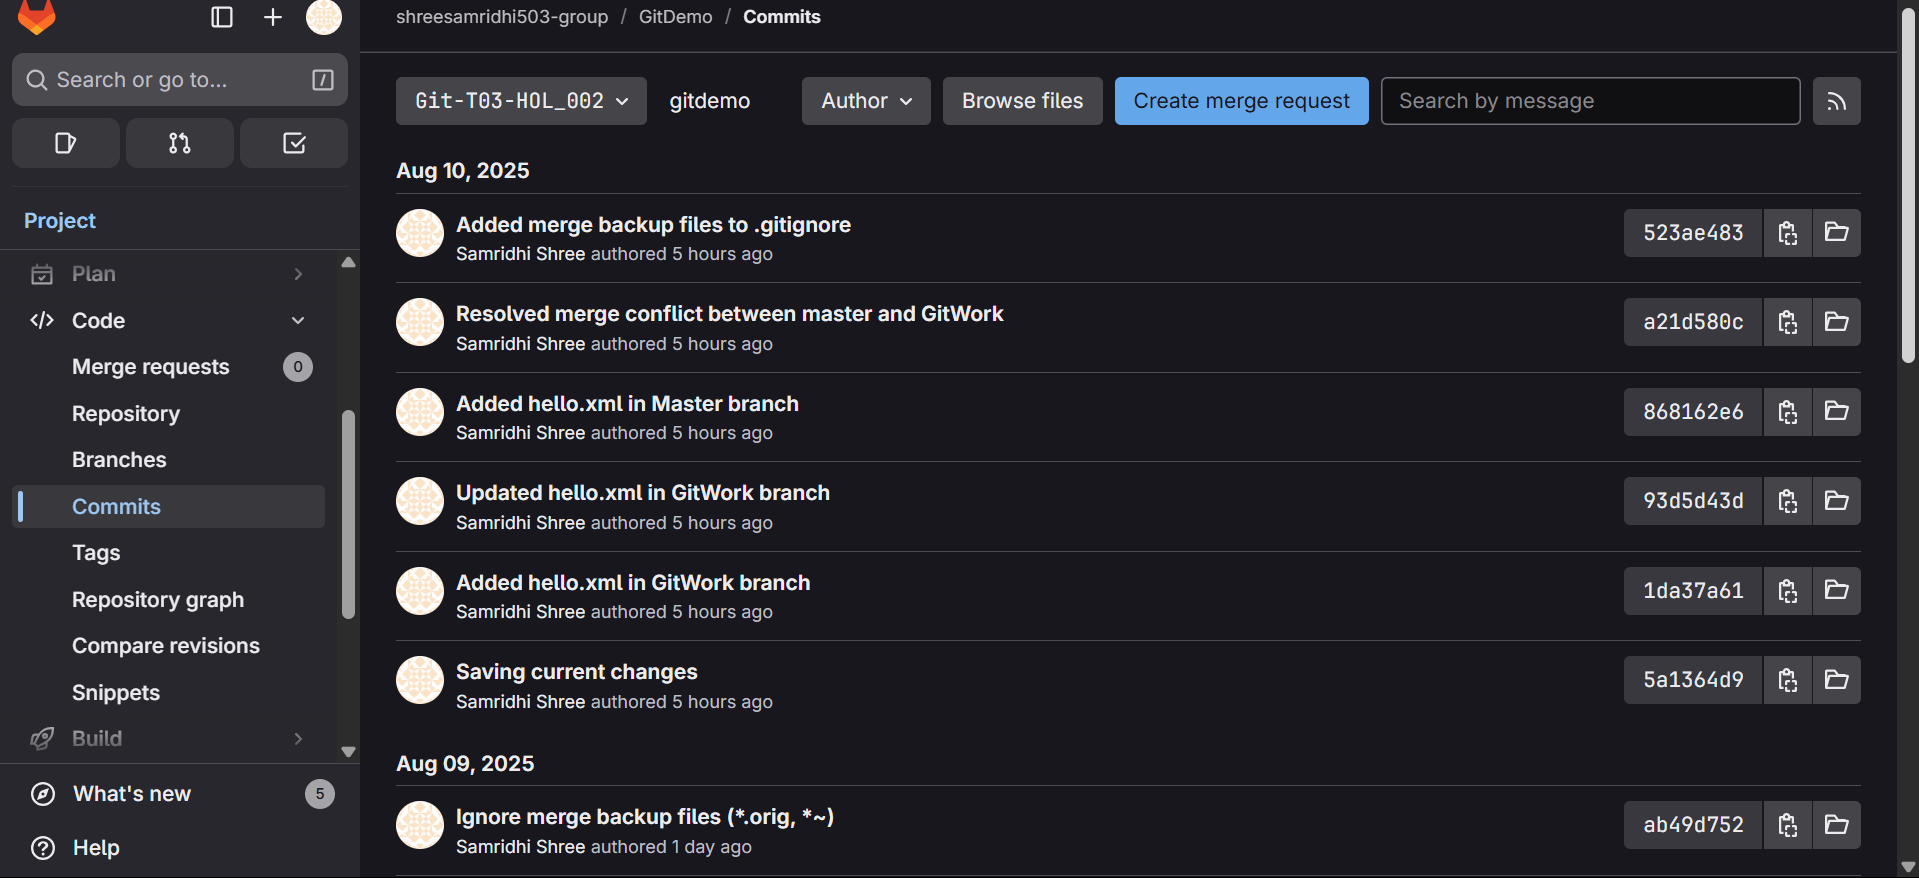 shreesamridhi503-group / GitDemo / Commits
Search or go to... /
Project
Plan
Code
Merge requests 0
Repository
Branches
Commits
Tags
Repository graph
Compare revisions
Snippets
Build
What's new 5
Help
Git-T03-HOL_002 gitdemo Author Browse files Create merge request Search by message
Aug 10, 2025
Added merge backup files to .gitignore
Samridhi Shree authored 5 hours ago
523ae483
Resolved merge conflict between master and GitWork
Samridhi Shree authored 5 hours ago
a21d580c
Added hello.xml in Master branch
Samridhi Shree authored 5 hours ago
868162e6
Updated hello.xml in GitWork branch
Samridhi Shree authored 5 hours ago
93d5d43d
Added hello.xml in GitWork branch
Samridhi Shree authored 5 hours ago
1da37a61
Saving current changes
Samridhi Shree authored 5 hours ago
5a1364d9
Aug 09, 2025
Ignore merge backup files (*.orig, *~)
Samridhi Shree authored 1 day ago
ab49d752